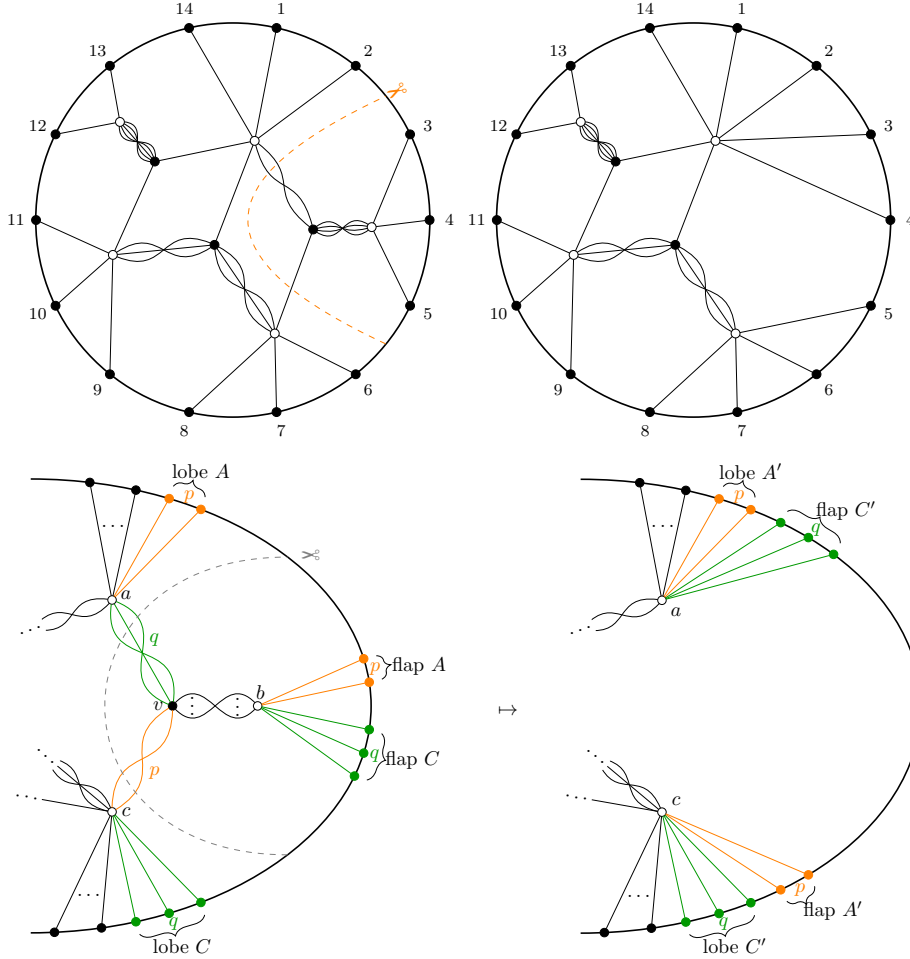 14 1
13 2
12 3
11 4
10 5
9 6
8 7
14 1
13 2
12 3
11 4
10 5
9 6
8 7
lobe A
p
a
q
v
b
p
flap A
q
flap C
p
c
q
lobe C
↦
lobe A′
p
flap C′
q
a
c
p
flap A′
q
lobe C′